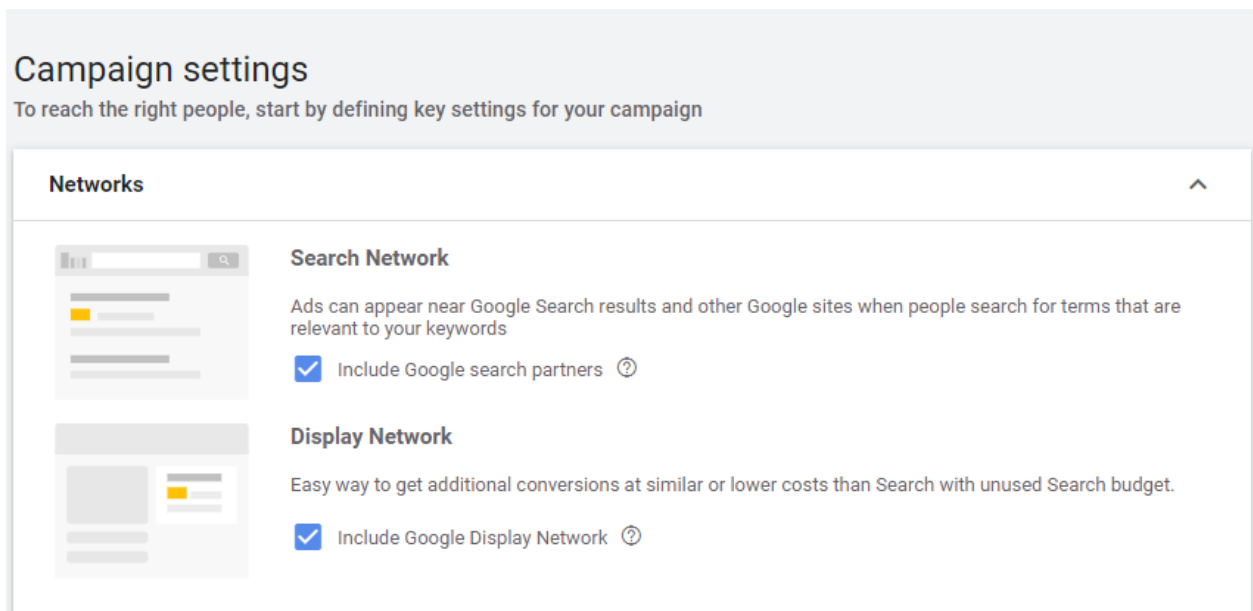 Campaign settings
To reach the right people, start by defining key settings for your campaign
Networks
Search Network
Ads can appear near Google Search results and other Google sites when people search for terms that are
relevant to your keywords
Include Google search partners
Display Network
Easy way to get additional conversions at similar or lower costs than Search with unused Search budget.
Include Google Display Network